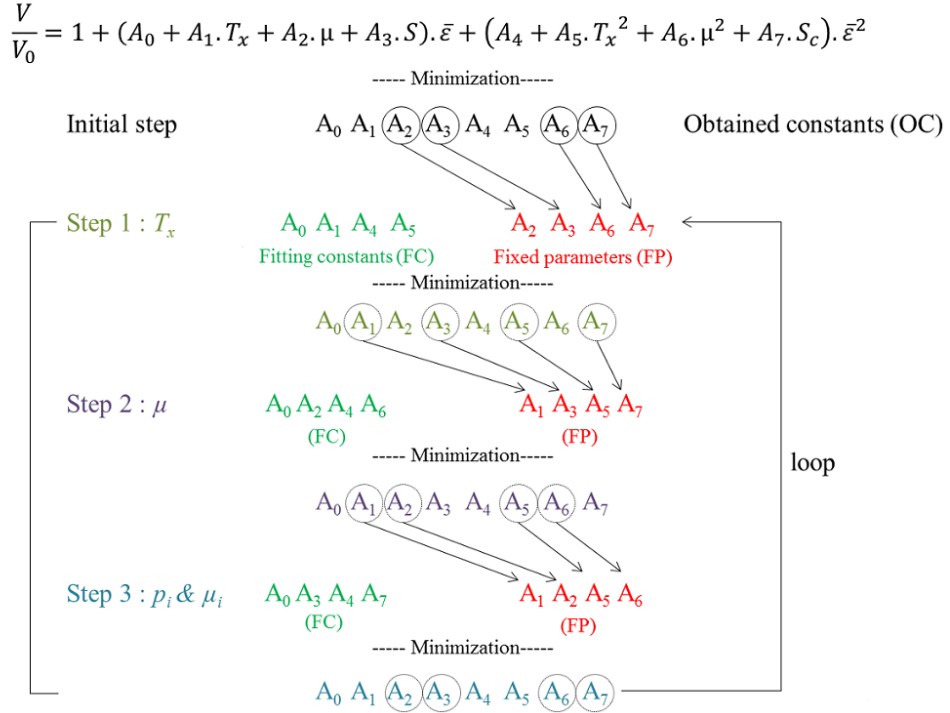 V/V₀ = 1 + (A₀ + A₁.Tₓ + A₂.μ + A₃.S).ε̄ + (A₄ + A₅.Tₓ² + A₆.μ² + A₇.S꜀).ε̄²
----- Minimization-----
Initial step A₀ A₁ A₂ A₃ A₄ A₅ A₆ A₇ Obtained constants (OC)
Step 1 : Tₓ A₀ A₁ A₄ A₅ A₂ A₃ A₆ A₇
Fitting constants (FC) Fixed parameters (FP)
----- Minimization-----
A₀ A₁ A₂ A₃ A₄ A₅ A₆ A₇
Step 2 : μ A₀ A₂ A₄ A₆ A₁ A₃ A₅ A₇
(FC) (FP)
----- Minimization-----
loop
A₀ A₁ A₂ A₃ A₄ A₅ A₆ A₇
Step 3 : pᵢ & μᵢ A₀ A₃ A₄ A₇ A₁ A₂ A₅ A₆
(FC) (FP)
----- Minimization-----
A₀ A₁ A₂ A₃ A₄ A₅ A₆ A₇